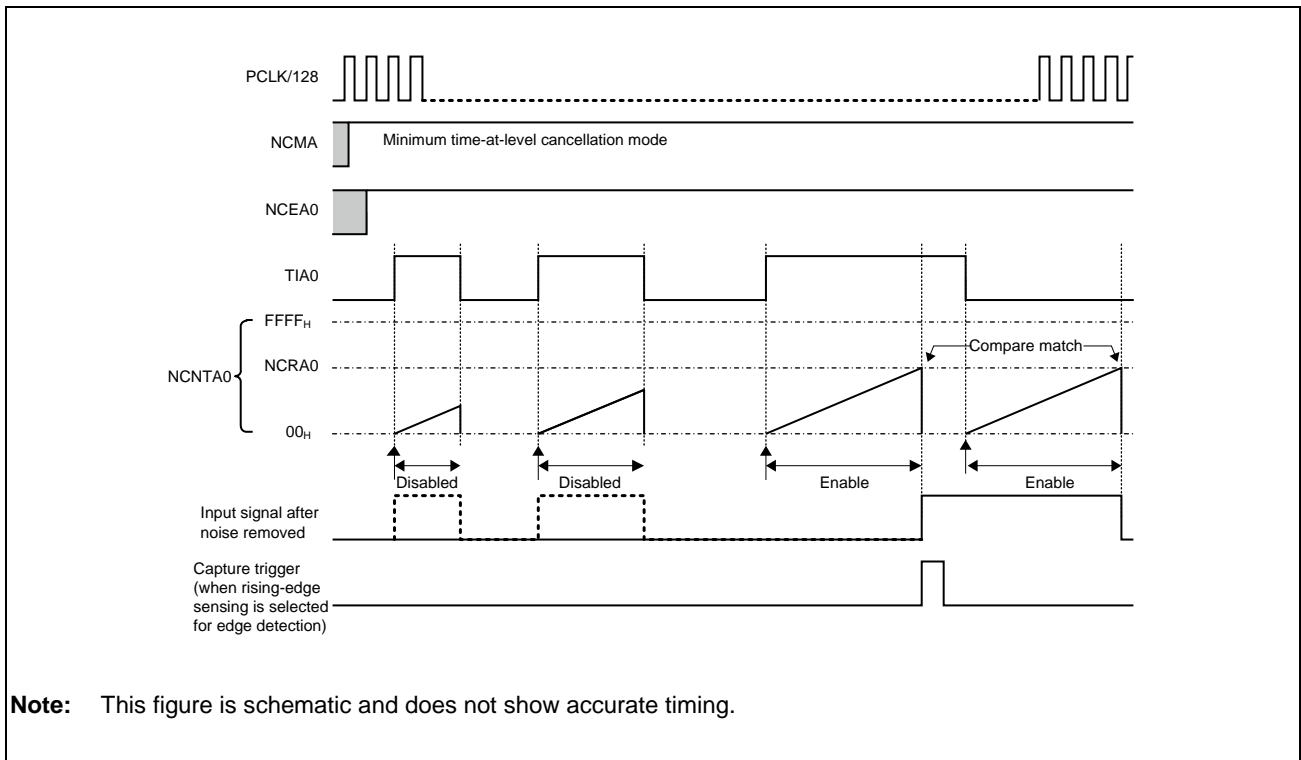 PCLK/128
NCMA
Minimum time-at-level cancellation mode
NCEA0
TIA0
NCNTA0
FFFFH
NCRA0
00H
Compare match
Disabled
Disabled
Enable
Enable
Input signal after
noise removed
Capture trigger
(when rising-edge
sensing is selected
for edge detection)
Note: This figure is schematic and does not show accurate timing.